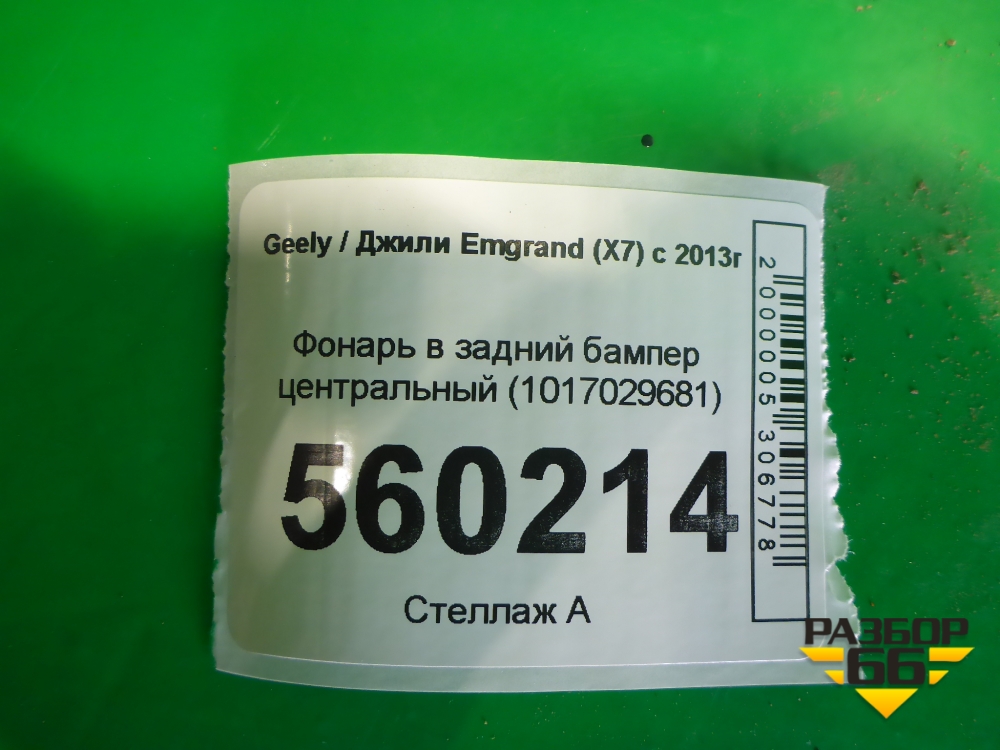 Geely / Джили Emgrand (X7) с 2013г
Фонарь в задний бампер
центральный (1017029681)
560214
Стеллаж А
2000005306778
РАЗБОР
66